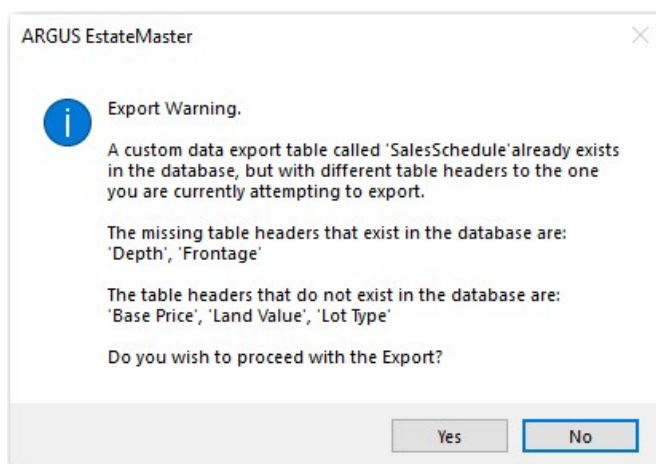 ARGUS EstateMaster
Export Warning.
A custom data export table called 'SalesSchedule'already exists
in the database, but with different table headers to the one
you are currently attempting to export.
The missing table headers that exist in the database are:
'Depth', 'Frontage'
The table headers that do not exist in the database are:
'Base Price', 'Land Value', 'Lot Type'
Do you wish to proceed with the Export?
Yes No